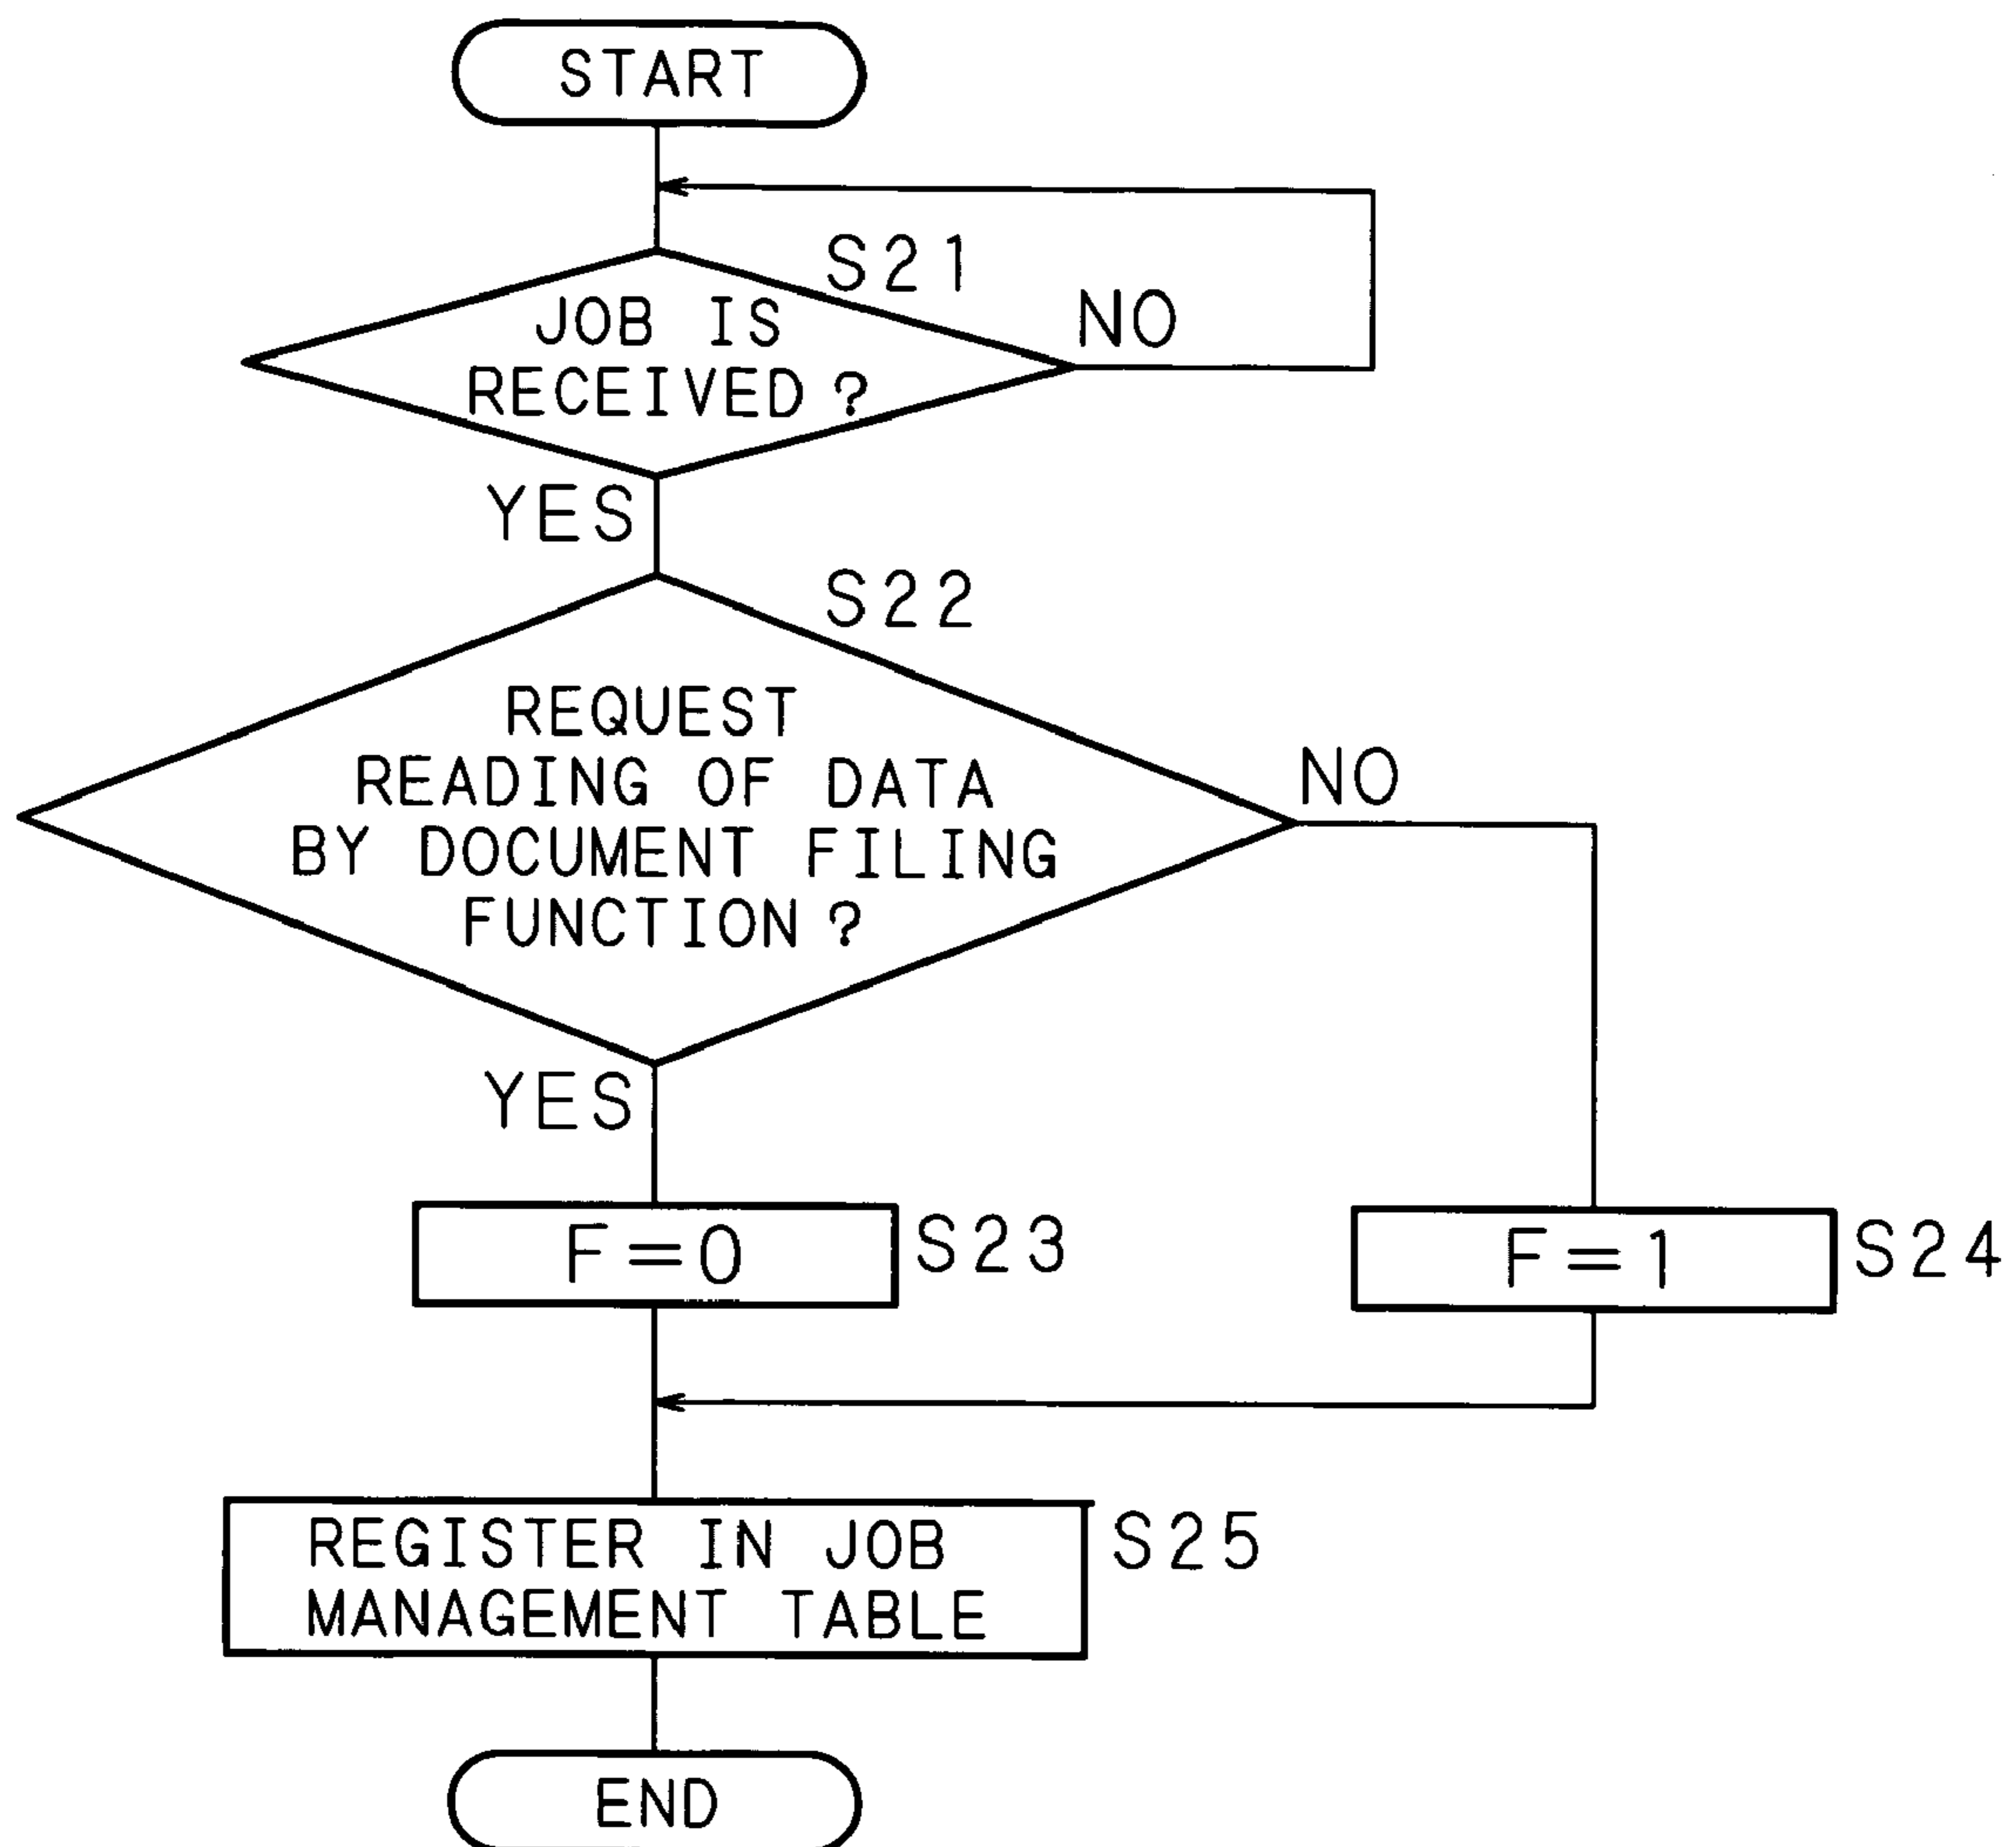 START
S21
JOB IS
RECEIVED?
NO
YES
S22
REQUEST
READING OF DATA
BY DOCUMENT FILING
FUNCTION?
NO
YES
F=0
S23
F=1
S24
REGISTER IN JOB
MANAGEMENT TABLE
S25
END